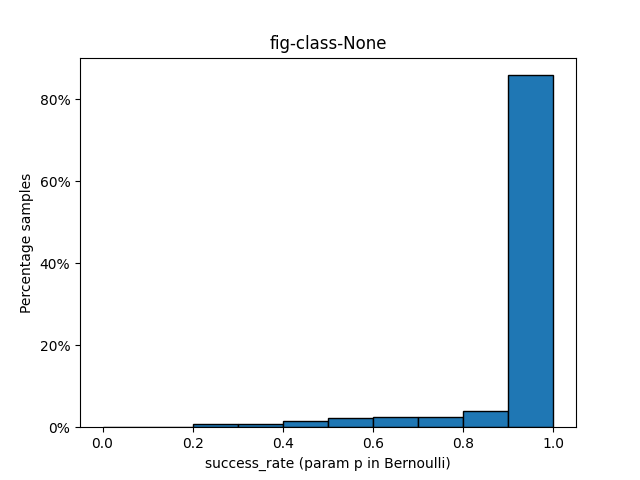 fig-class-None
Percentage samples
80%
60%
40%
20%
0%
0.0 0.2 0.4 0.6 0.8 1.0
success_rate (param p in Bernoulli)